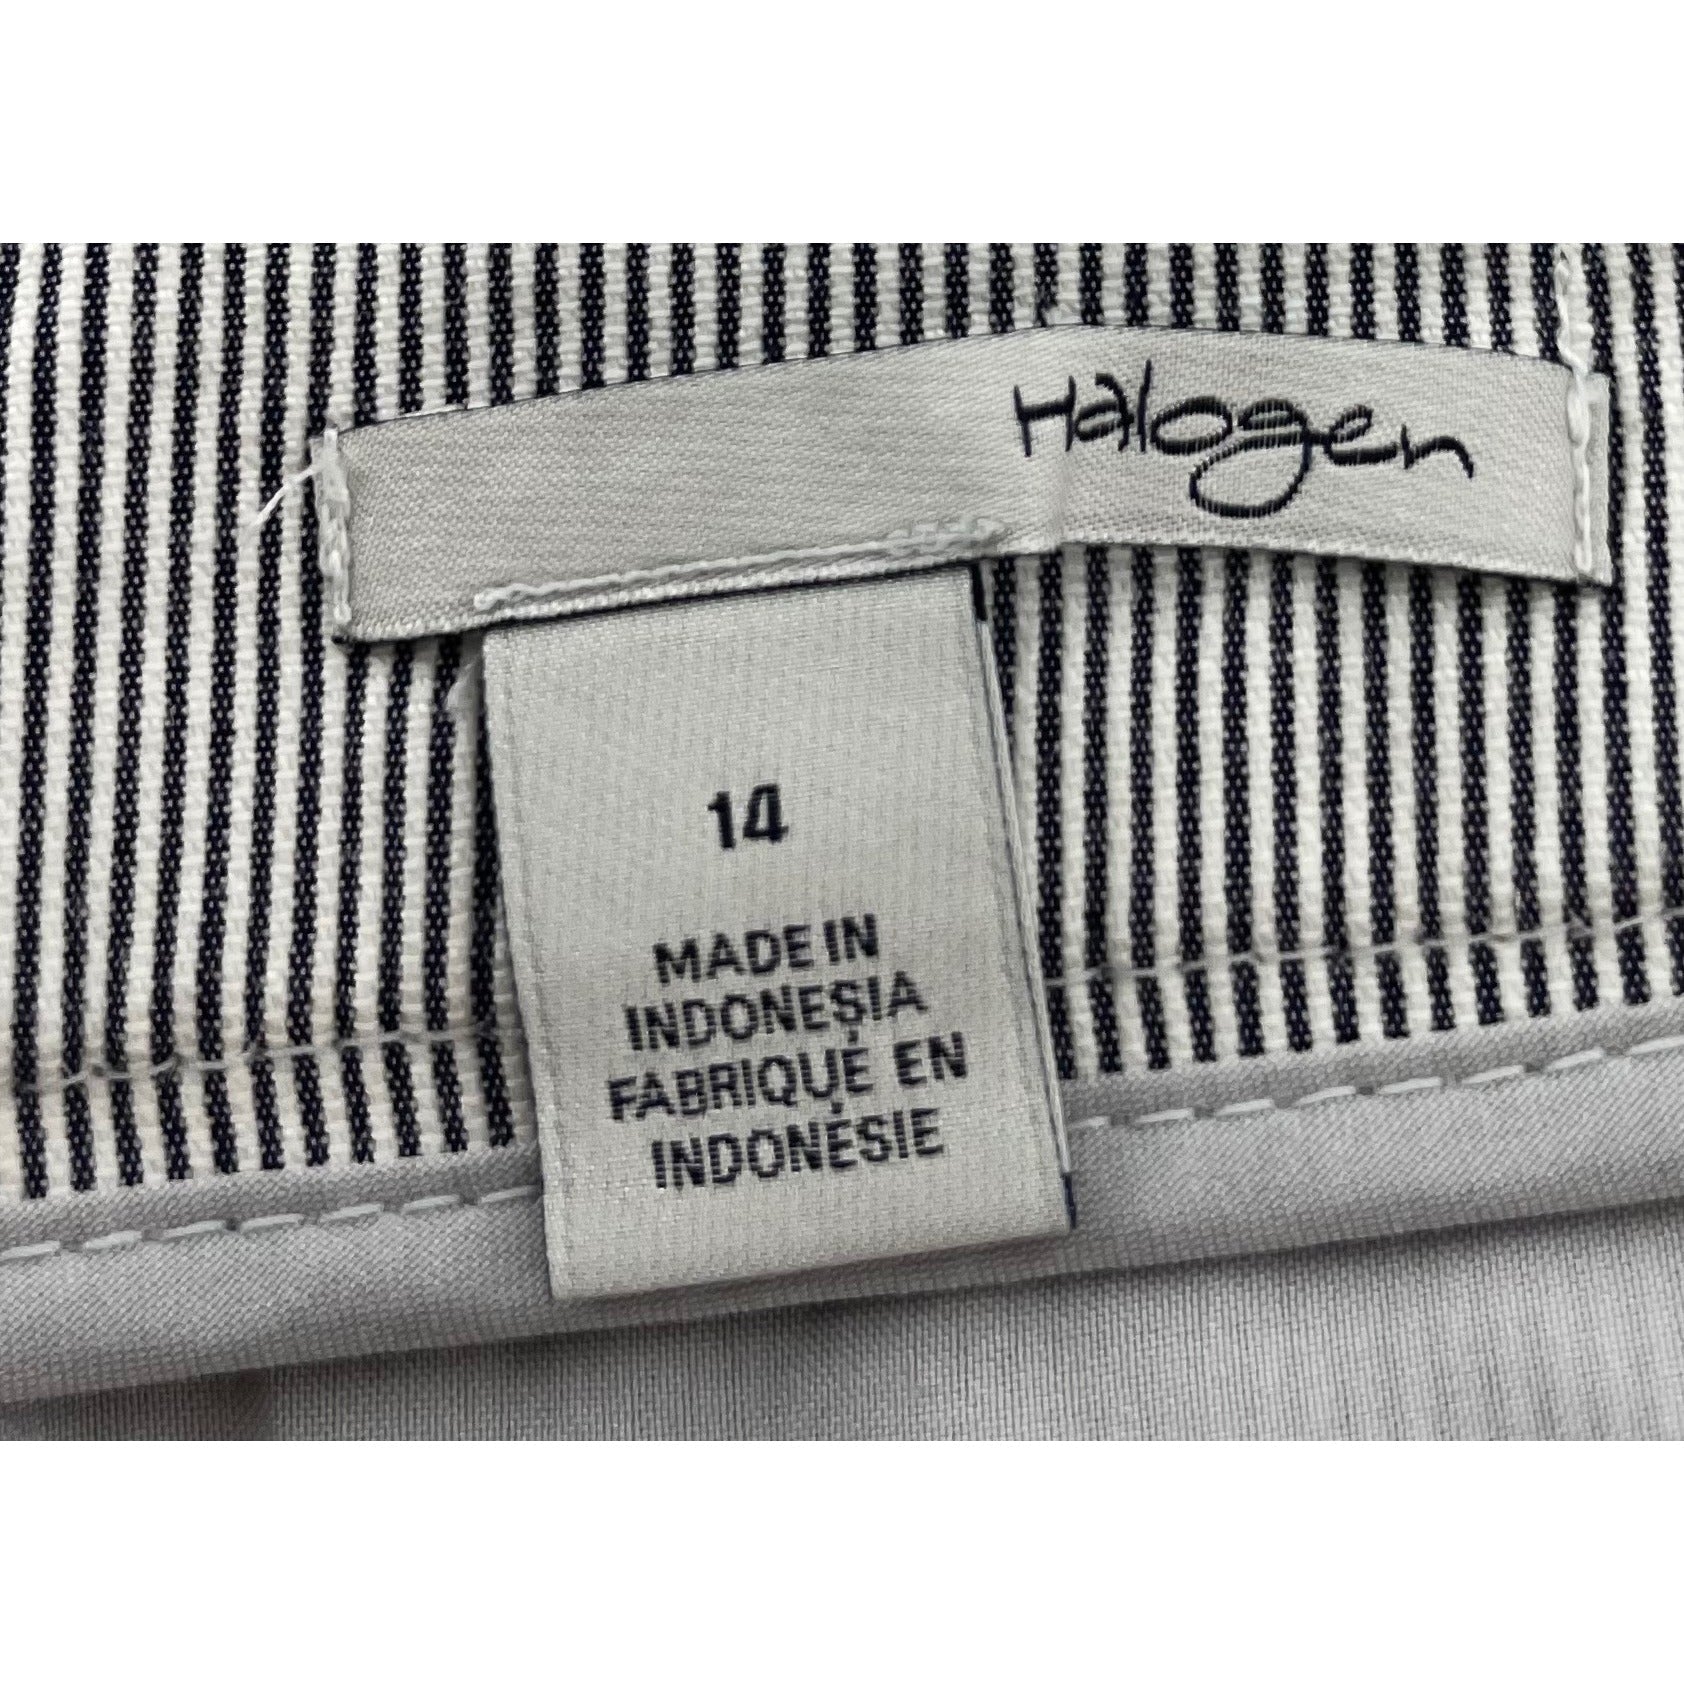 Halogen
14
MADE IN
INDONESIA
FABRIQUÉ EN
INDONÉSIE